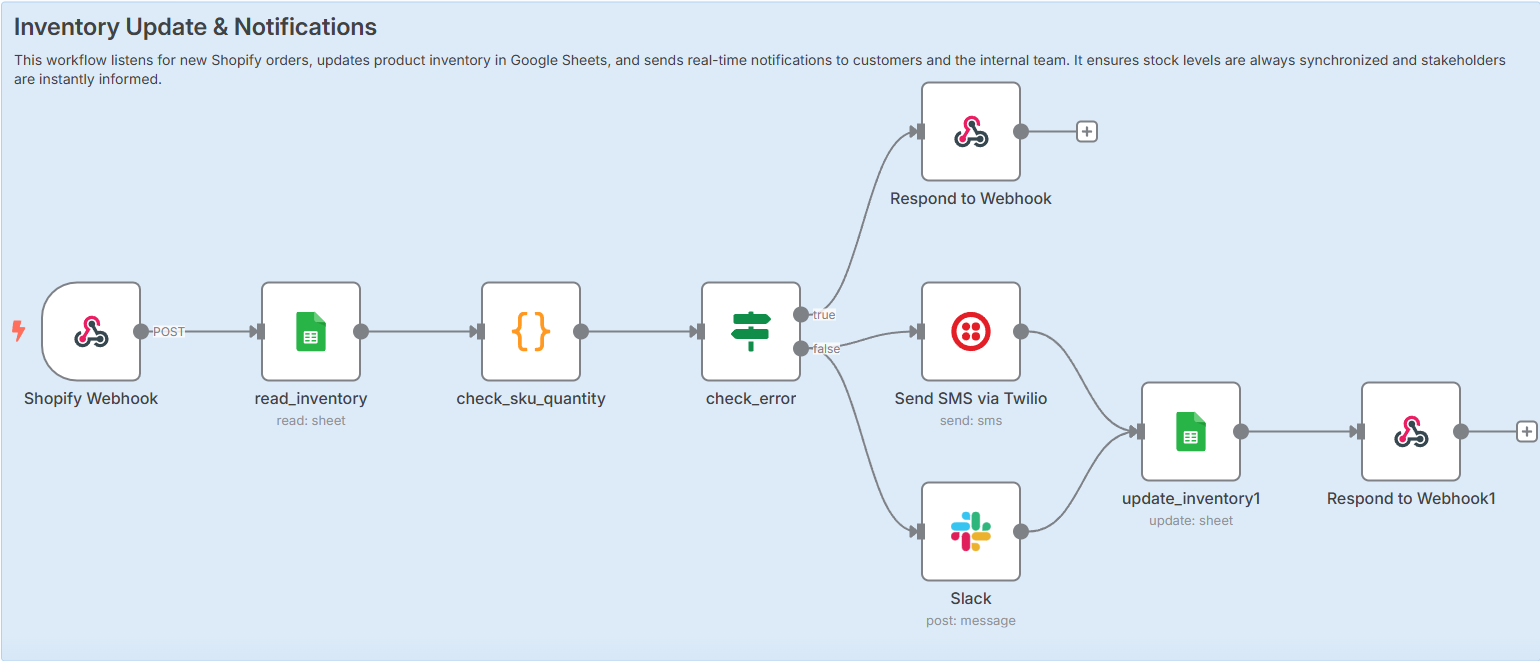 Inventory Update & Notifications
This workflow listens for new Shopify orders, updates product inventory in Google Sheets, and sends real-time notifications to customers and the internal team. It ensures stock levels are always synchronized and stakeholders
are instantly informed.
Respond to Webhook
POST
true
false
Shopify Webhook
read_inventory
check_sku_quantity
check_error
Send SMS via Twilio
read: sheet
send: sms
update_inventory1
Respond to Webhook1
update: sheet
Slack
post: message